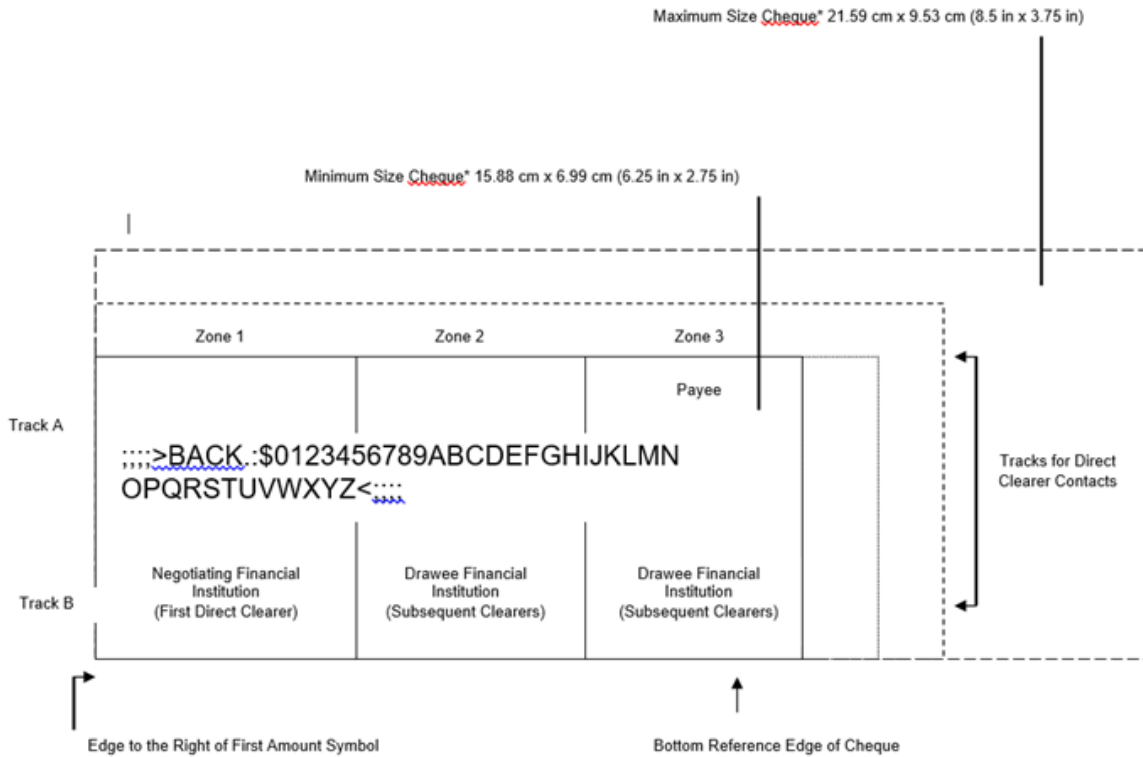 Maximum Size Cheque* 21.59 cm x 9.53 cm (8.5 in x 3.75 in)
Minimum Size Cheque* 15.88 cm x 6.99 cm (6.25 in x 2.75 in)
Zone 1
Zone 2
Zone 3
Payee
Track A
;;;;>BACK.:$0123456789ABCDEFGHIJKLMN
OPQRSTUVWXYZ<;;;;
Tracks for Direct
Clearer Contacts
Track B
Negotiating Financial
Institution
(First Direct Clearer)
Drawee Financial
Institution
(Subsequent Clearers)
Drawee Financial
Institution
(Subsequent Clearers)
Edge to the Right of First Amount Symbol
Bottom Reference Edge of Cheque